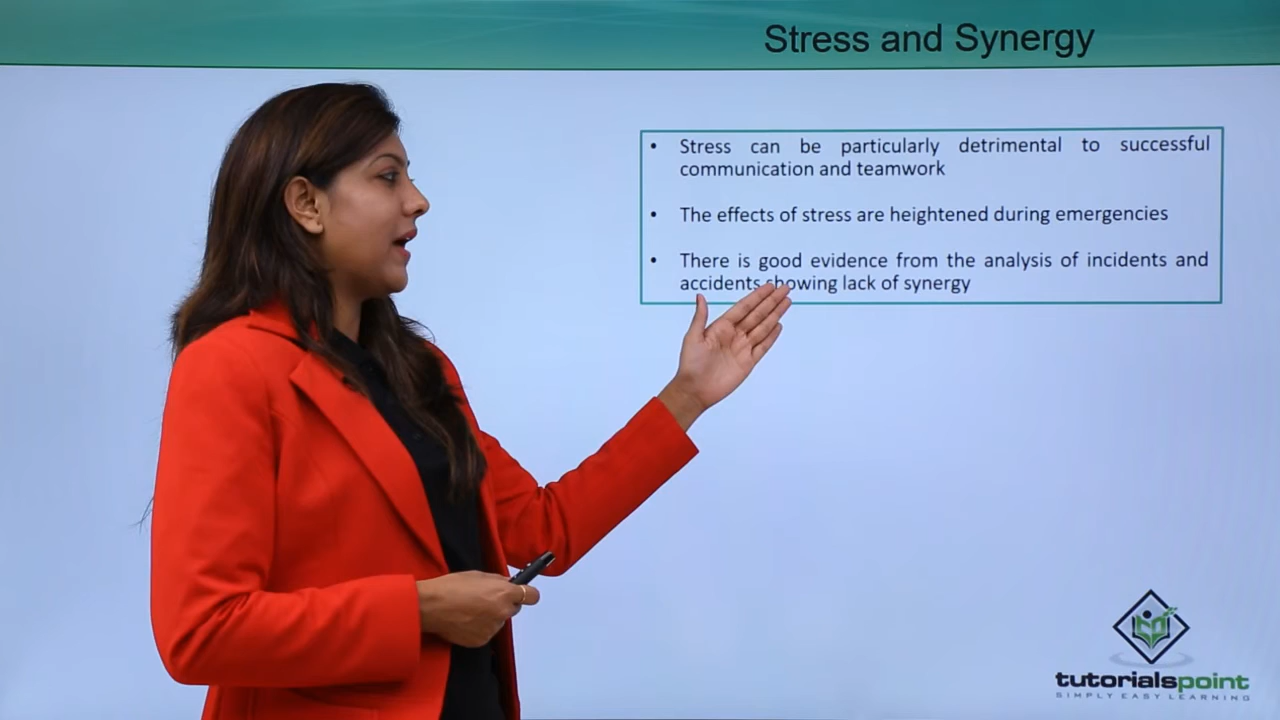 Stress and Synergy
• Stress can be particularly detrimental to successful
communication and teamwork
• The effects of stress are heightened during emergencies
• There is good evidence from the analysis of incidents and
accidents showing lack of synergy
tutorialspoint
SIMPLY EASY LEARNING